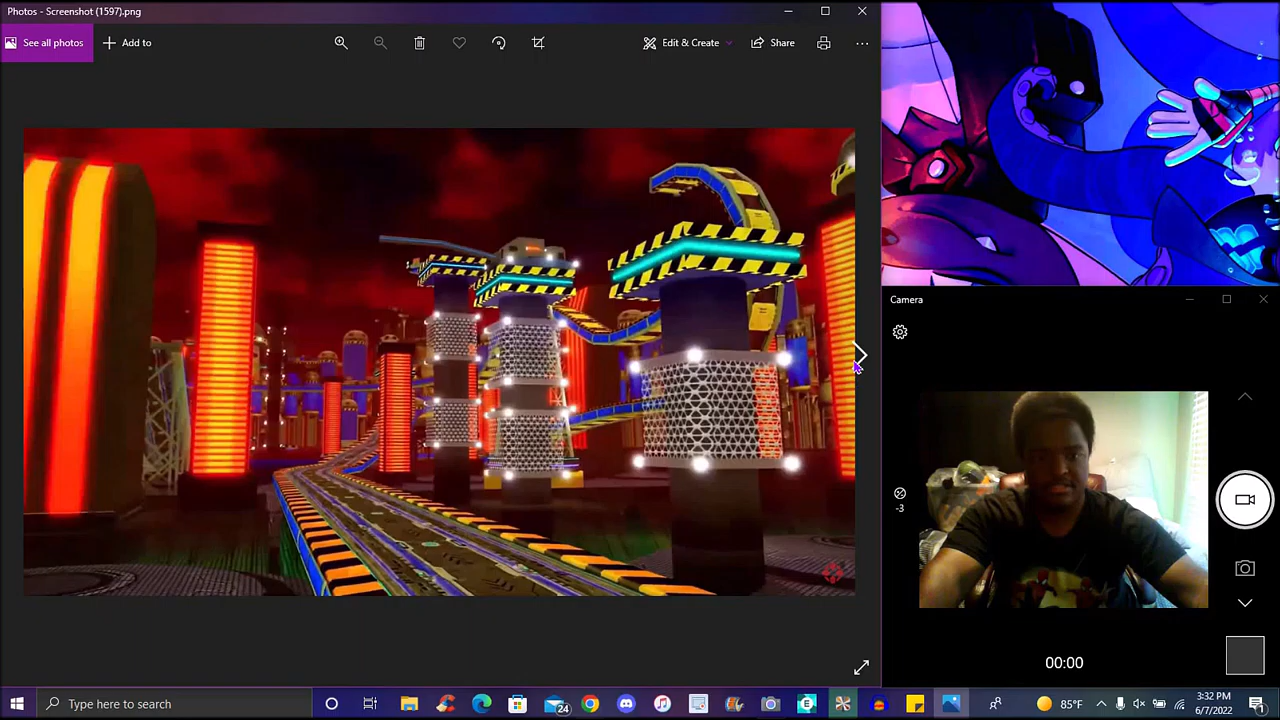 Photos - Screenshot (1597).png
See all photos
Add to
Edit & Create
Share
Camera
-3
00:00
Type here to search
24
E
85°F
3:32 PM
6/7/2022